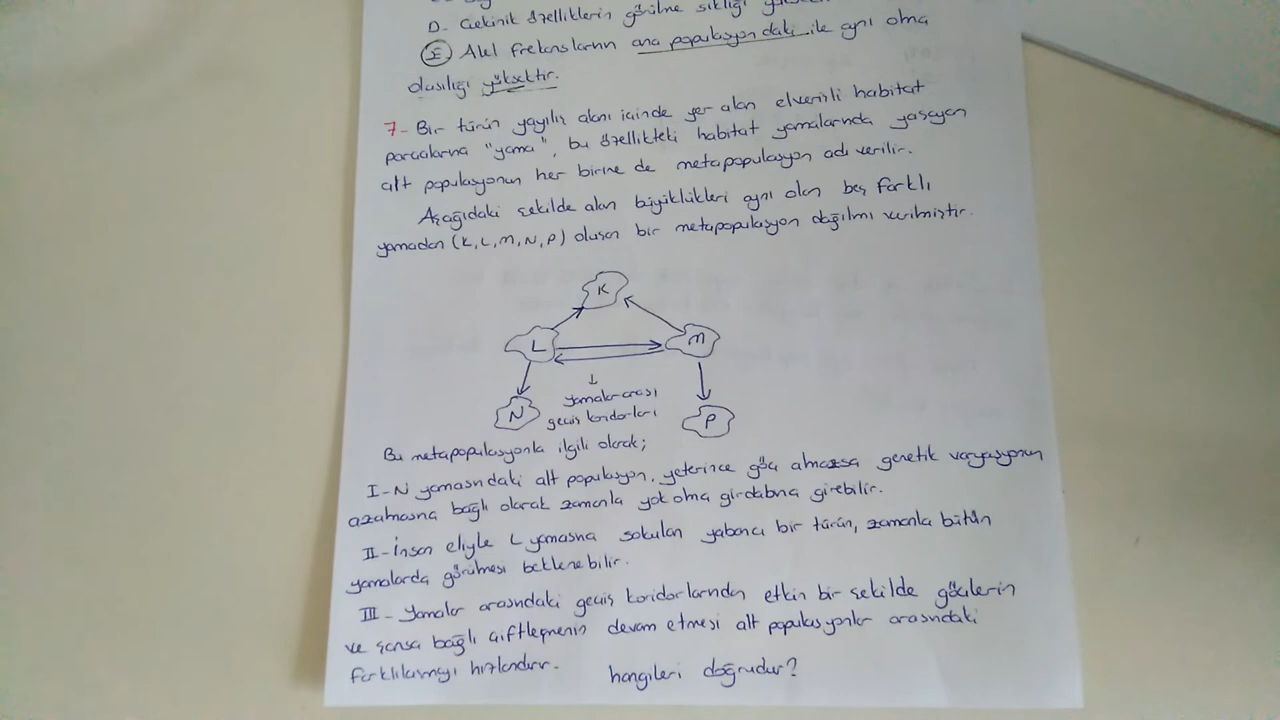 D- Çekinik özelliklerin görülme sıklığı
E Alel frekanslarının ana populasyondaki ile aynı olma
olasılığı yüksektir.
7- Bir türün yayılış alanı içinde yer alan elverişli habitat
parçalarına "yama", bu özellikteki habitat yamalarında yaşayan
alt populasyonun her birine de metapopulasyon adı verilir.
Aşağıdaki şekilde alan büyüklükleri aynı olan beş farklı
yamadan (K, L, M, N, P) oluşan bir metapopulasyon dağılımı verilmiştir.
K
L
M
N
yamalar arası
geçiş koridorları
P
Bu metapopulasyonla ilgili olarak;
I- N yamasındaki alt populasyon, yeterince göç almazsa genetik varyasyonun
azalmasına bağlı olarak zamanla yok olma girdabına girebilir.
II- İnsan eliyle L yamasına sokulan yabancı bir türün, zamanla bütün
yamalarda görülmesi beklenebilir.
III- Yamalar arasındaki geçiş koridorlarından etkin bir şekilde göçlerin
ve şansa bağlı çiftleşmenin devam etmesi alt populasyonlar arasındaki
farklılaşmayı hızlandırır. hangileri doğrudur?